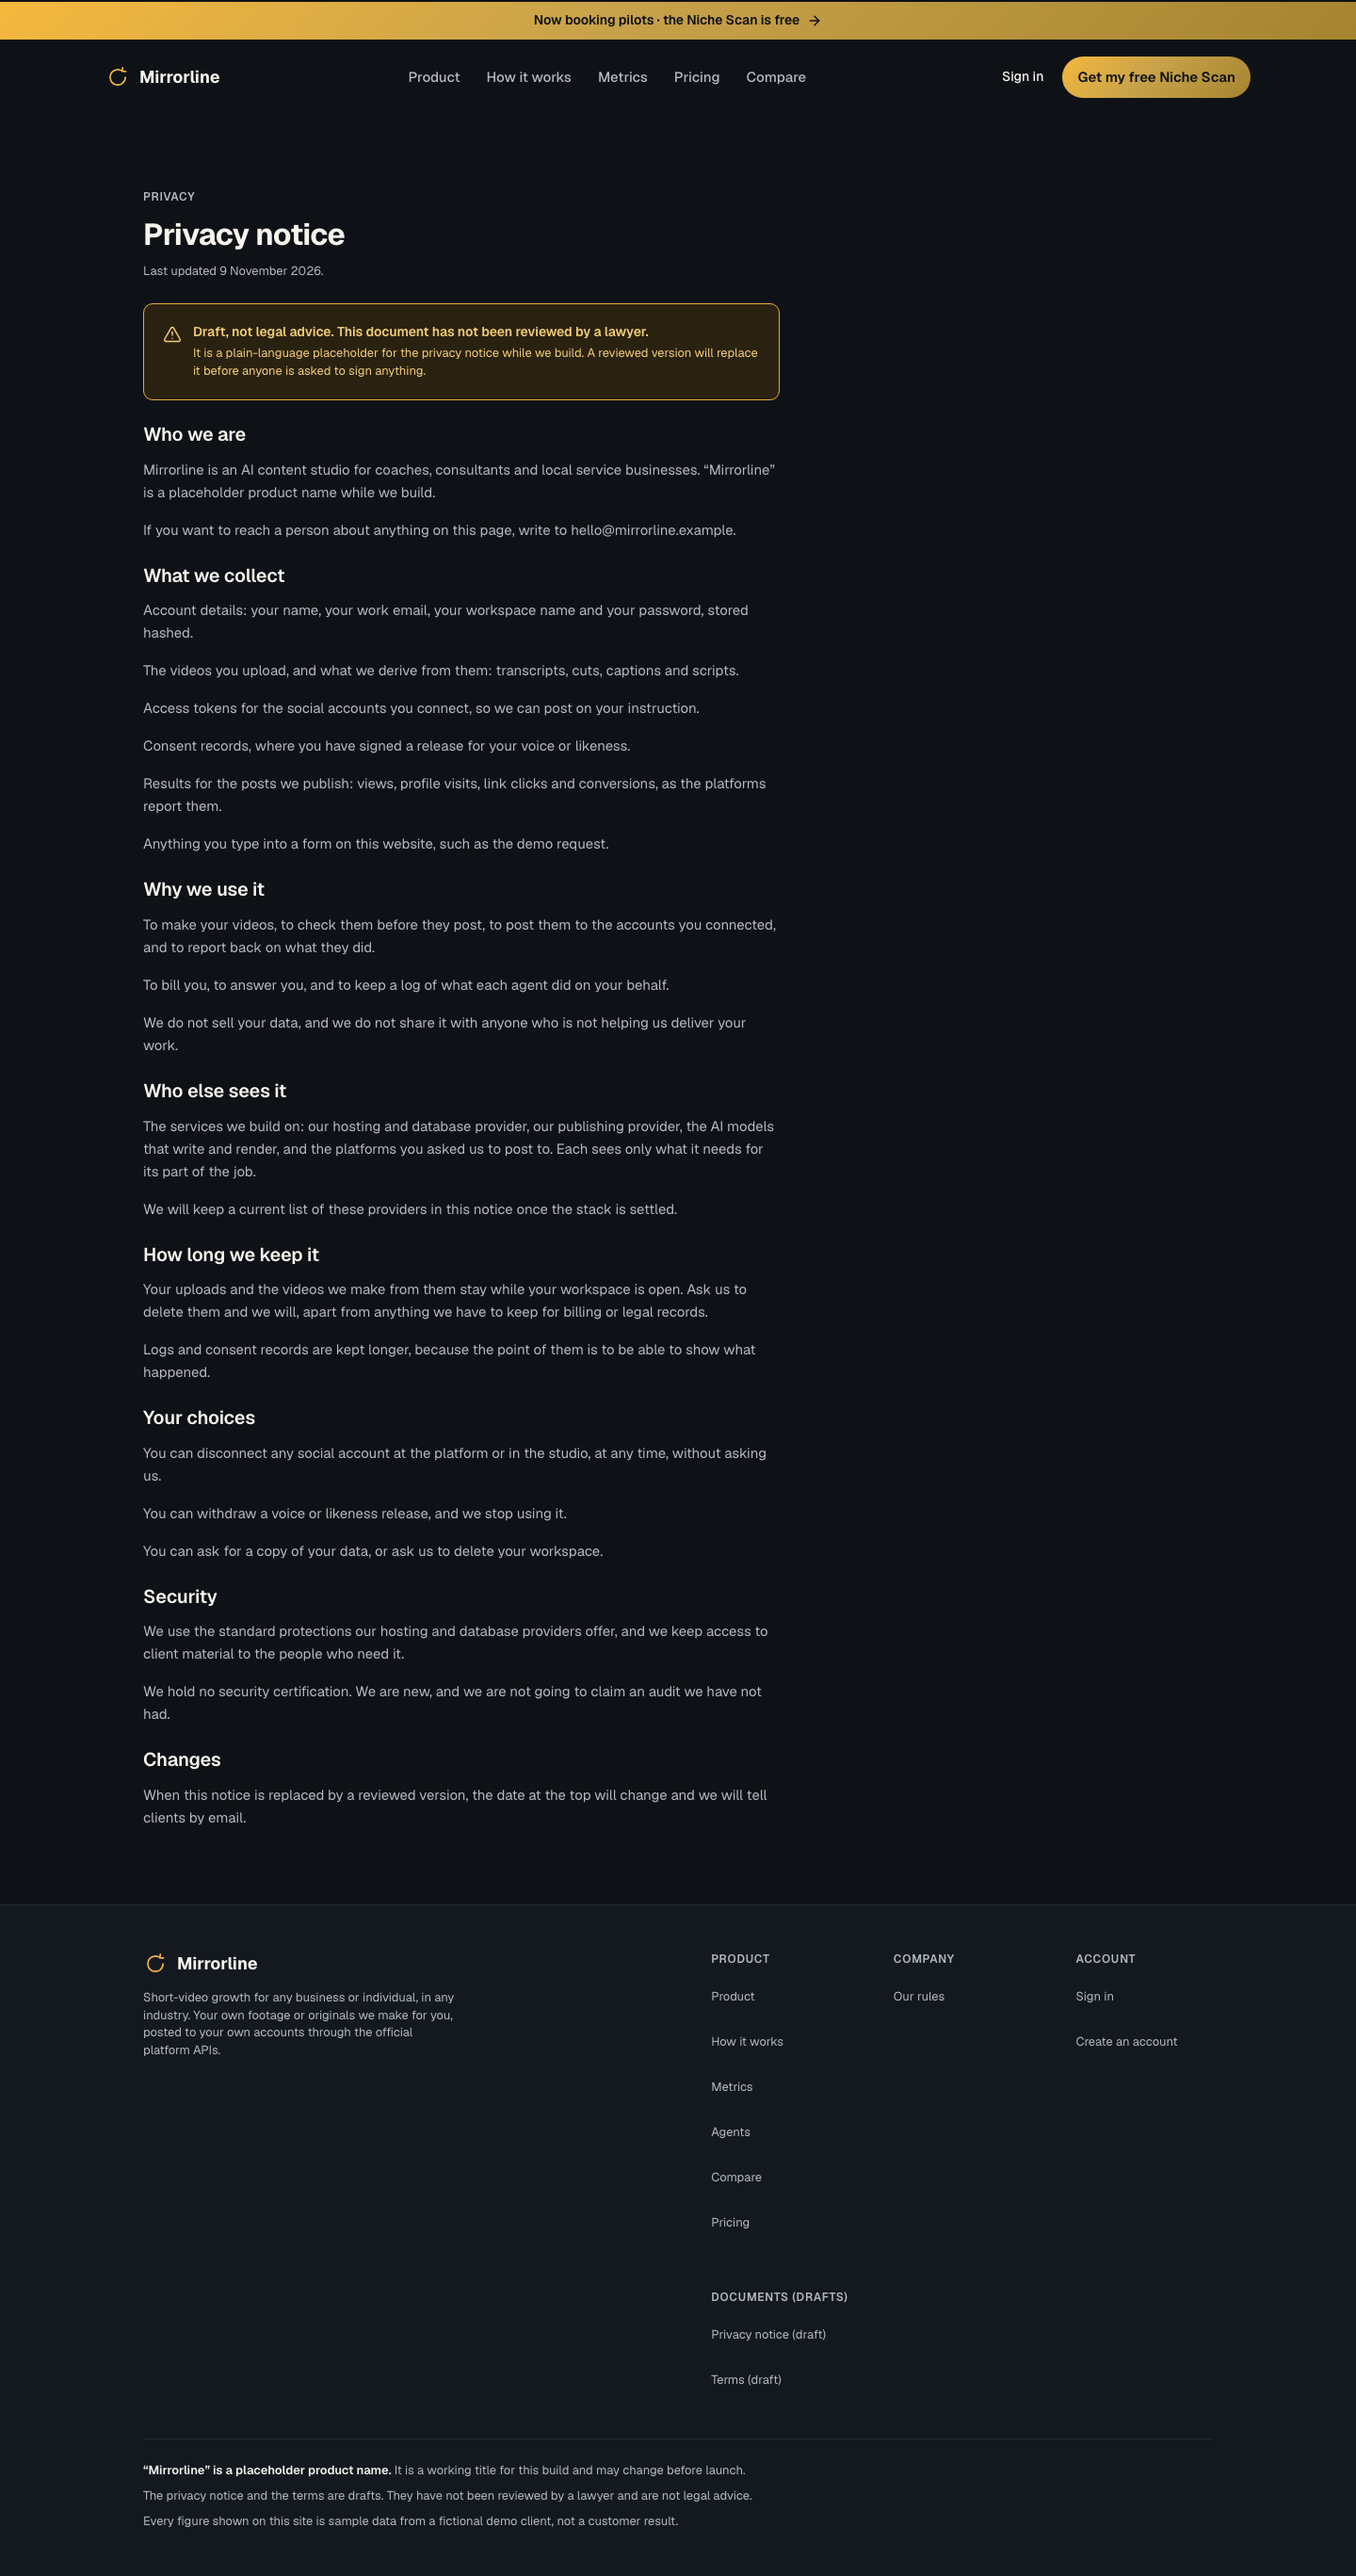 Now booking pilots · the Niche Scan is free →
Mirrorline
Product
How it works
Metrics
Pricing
Compare
Sign in
Get my free Niche Scan
PRIVACY
Privacy notice
Last updated 9 November 2026.
Draft, not legal advice. This document has not been reviewed by a lawyer.
It is a plain-language placeholder for the privacy notice while we build. A reviewed version will replace
it before anyone is asked to sign anything.
Who we are
Mirrorline is an AI content studio for coaches, consultants and local service businesses. “Mirrorline”
is a placeholder product name while we build.
If you want to reach a person about anything on this page, write to hello@mirrorline.example.
What we collect
Account details: your name, your work email, your workspace name and your password, stored
hashed.
The videos you upload, and what we derive from them: transcripts, cuts, captions and scripts.
Access tokens for the social accounts you connect, so we can post on your instruction.
Consent records, where you have signed a release for your voice or likeness.
Results for the posts we publish: views, profile visits, link clicks and conversions, as the platforms
report them.
Anything you type into a form on this website, such as the demo request.
Why we use it
To make your videos, to check them before they post, to post them to the accounts you connected,
and to report back on what they did.
To bill you, to answer you, and to keep a log of what each agent did on your behalf.
We do not sell your data, and we do not share it with anyone who is not helping us deliver your
work.
Who else sees it
The services we build on: our hosting and database provider, our publishing provider, the AI models
that write and render, and the platforms you asked us to post to. Each sees only what it needs for
its part of the job.
We will keep a current list of these providers in this notice once the stack is settled.
How long we keep it
Your uploads and the videos we make from them stay while your workspace is open. Ask us to
delete them and we will, apart from anything we have to keep for billing or legal records.
Logs and consent records are kept longer, because the point of them is to be able to show what
happened.
Your choices
You can disconnect any social account at the platform or in the studio, at any time, without asking
us.
You can withdraw a voice or likeness release, and we stop using it.
You can ask for a copy of your data, or ask us to delete your workspace.
Security
We use the standard protections our hosting and database providers offer, and we keep access to
client material to the people who need it.
We hold no security certification. We are new, and we are not going to claim an audit we have not
had.
Changes
When this notice is replaced by a reviewed version, the date at the top will change and we will tell
clients by email.
Mirrorline
Short-video growth for any business or individual, in any
industry. Your own footage or originals we make for you,
posted to your own accounts through the official
platform APIs.
PRODUCT
Product
How it works
Metrics
Agents
Compare
Pricing
COMPANY
Our rules
ACCOUNT
Sign in
Create an account
DOCUMENTS (DRAFTS)
Privacy notice (draft)
Terms (draft)
“Mirrorline” is a placeholder product name. It is a working title for this build and may change before launch.
The privacy notice and the terms are drafts. They have not been reviewed by a lawyer and are not legal advice.
Every figure shown on this site is sample data from a fictional demo client, not a customer result.